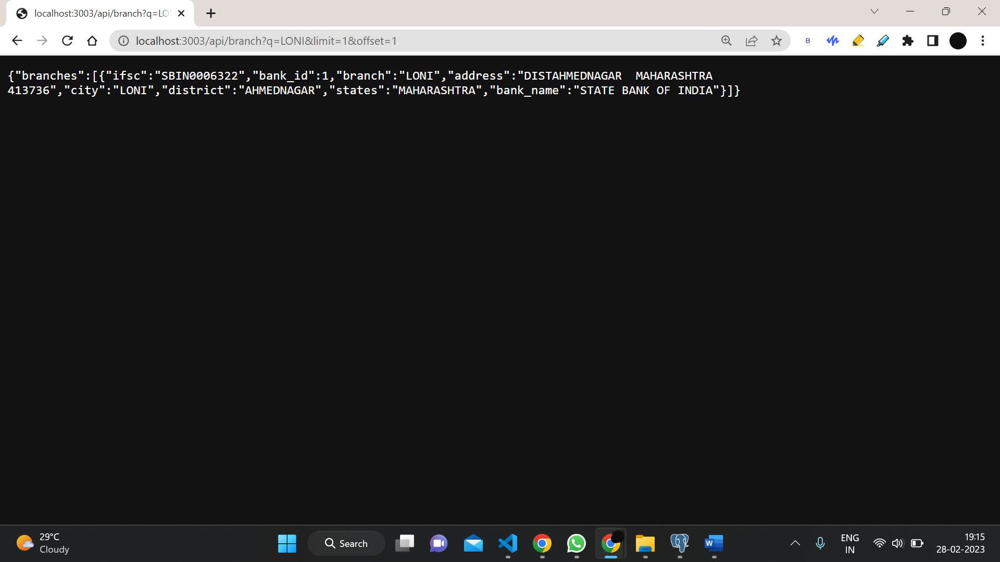 localhost:3003/api/branch?q=LO
localhost:3003/api/branch?q=LONI&limit=1&offset=1
B
{"branches":[{"ifsc":"SBIN0006322","bank_id":1,"branch":"LONI","address":"DISTAHMEDNAGAR  MAHARASHTRA
413736","city":"LONI","district":"AHMEDNAGAR","states":"MAHARASHTRA","bank_name":"STATE BANK OF INDIA"}]}
29°C
Cloudy
Search
W
ENG
IN
19:15
28-02-2023